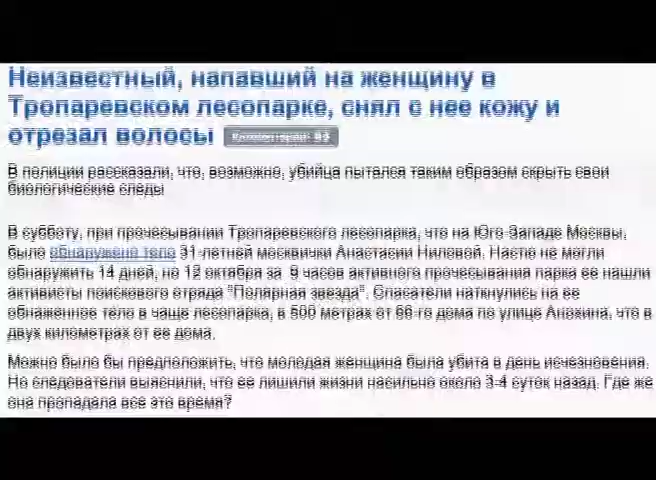 Неизвестный, напавший на женщину в
Тропаревском лесопарке, снял с нее кожу и
отрезал волосы Комментарии: 93
В полиции рассказали, что, возможно, убийца пытался таким образом скрыть свои
биологические следы
В субботу, при прочесывании Тропаревского лесопарка, что на Юго-Западе Москвы,
было обнаружено тело 31-летней москвички Анастасии Ниловой. Настю не могли
обнаружить 14 дней, но 12 октября за 9 часов активного прочесывания парка ее нашли
активисты поискового отряда "Полярная звезда". Спасатели наткнулись на ее
обнаженное тело в чаще лесопарка, в 500 метрах от 66-го дома по улице Анохина, что в
двух километрах от ее дома.
Можно было бы предположить, что молодая женщина была убита в день исчезновения.
Но следователи выяснили, что ее лишили жизни насильно около 3-4 суток назад. Где же
она пропадала все это время?